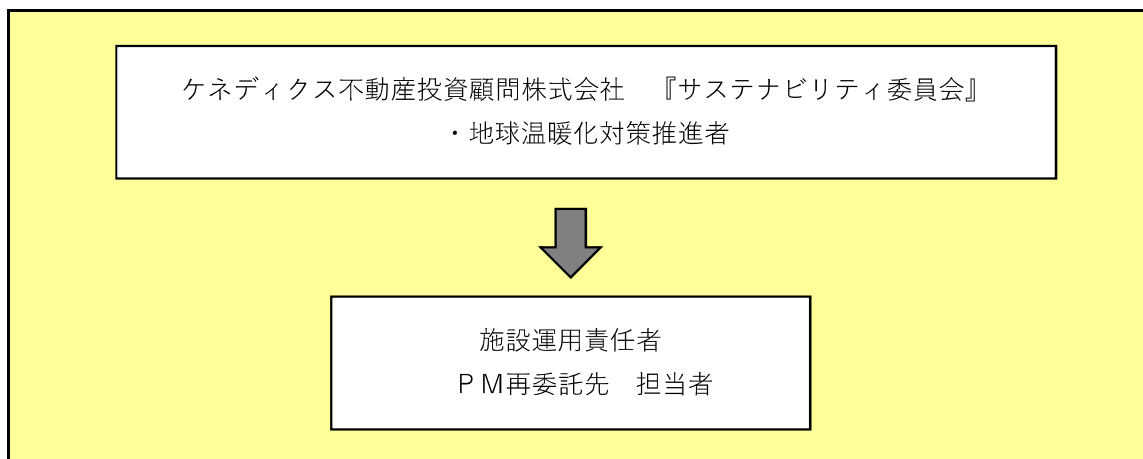 ケネディクス不動産投資顧問株式会社　『サステナビリティ委員会』
・地球温暖化対策推進者
施設運用責任者
ＰＭ再委託先　担当者